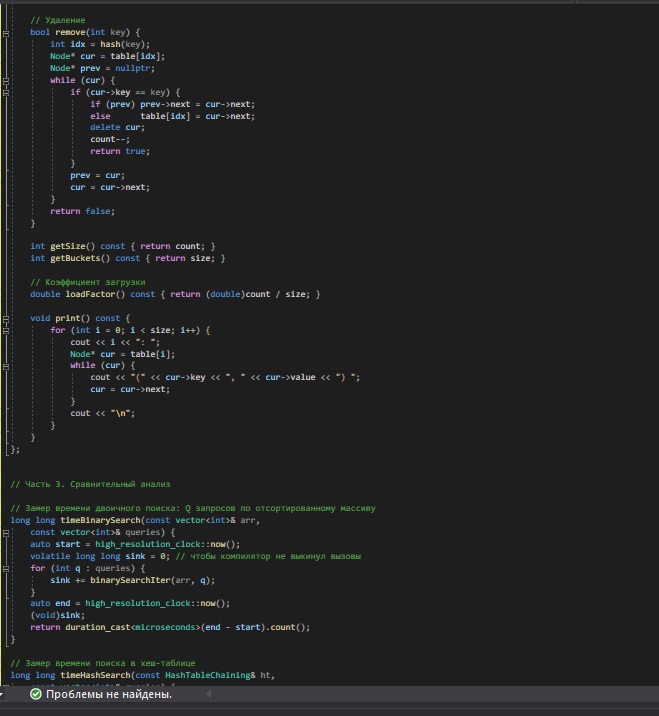 // Удаление
bool remove(int key) {
int idx = hash(key);
Node* cur = table[idx];
Node* prev = nullptr;
while (cur) {
if (cur->key == key) {
if (prev) prev->next = cur->next;
else      table[idx] = cur->next;
delete cur;
count--;
return true;
}
prev = cur;
cur = cur->next;
}
return false;
}
int getSize() const { return count; }
int getBuckets() const { return size; }
// Коэффициент загрузки
double loadFactor() const { return (double)count / size; }
void print() const {
for (int i = 0; i < size; i++) {
cout << i << ": ";
Node* cur = table[i];
while (cur) {
cout << "(" << cur->key << ", " << cur->value << ") ";
cur = cur->next;
}
cout << "\n";
}
}
};
// Часть 3. Сравнительный анализ
// Замер времени двоичного поиска: Q запросов по отсортированному массиву
long long timeBinarySearch(const vector<int>& arr,
const vector<int>& queries) {
auto start = high_resolution_clock::now();
volatile long long sink = 0; // чтобы компилятор не выкинул вызовы
for (int q : queries) {
sink += binarySearchIter(arr, q);
}
auto end = high_resolution_clock::now();
(void)sink;
return duration_cast<microseconds>(end - start).count();
}
// Замер времени поиска в хеш-таблице
long long timeHashSearch(const HashTableChaining& ht,
Проблемы не найдены.